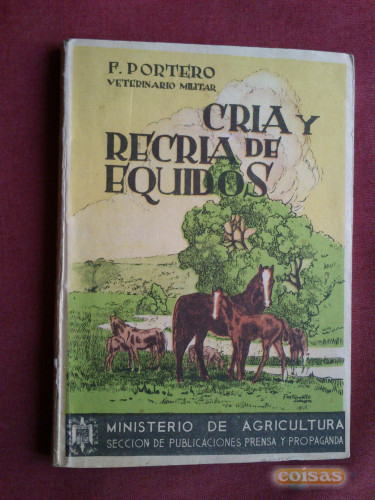 F. PORTERO
VETERINARIO MILITAR
CRIA Y
RECRIA DE
EQUIDOS
MINISTERIO DE AGRICULTURA
SECCION DE PUBLICACIONES PRENSA Y PROPAGANDA
coisas